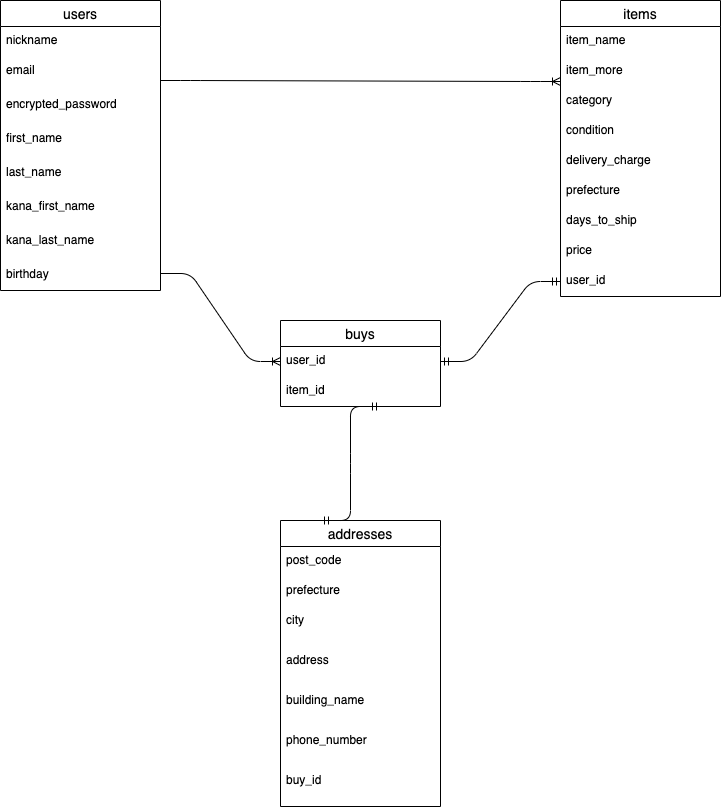 users
nickname
email
encrypted_password
first_name
last_name
kana_first_name
kana_last_name
birthday
items
item_name
item_more
category
condition
delivery_charge
prefecture
days_to_ship
price
user_id
buys
user_id
item_id
addresses
post_code
prefecture
city
address
building_name
phone_number
buy_id